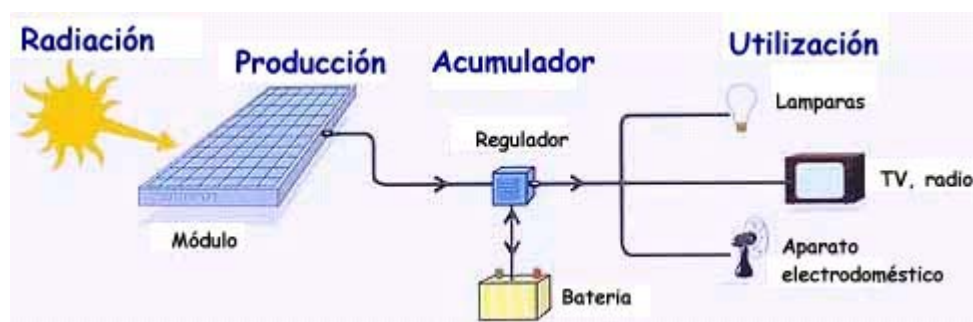 Radiación
Producción
Acumulador
Utilización
Lamparas
Regulador
TV, radio
Módulo
Aparato
electrodoméstico
Bateria